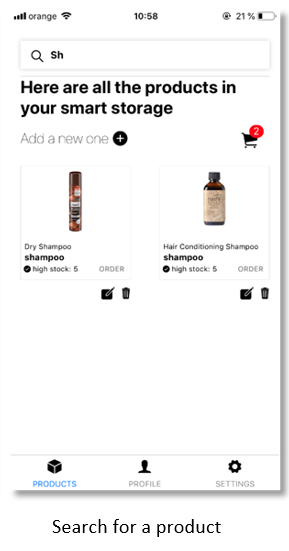 orange 10:58 21 %
Sh
Here are all the products in
your smart storage
Add a new one
2
Dry Shampoo Hair Conditioning Shampoo
shampoo shampoo
high stock: 5 ORDER high stock: 5 ORDER
PRODUCTS PROFILE SETTINGS
Search for a product